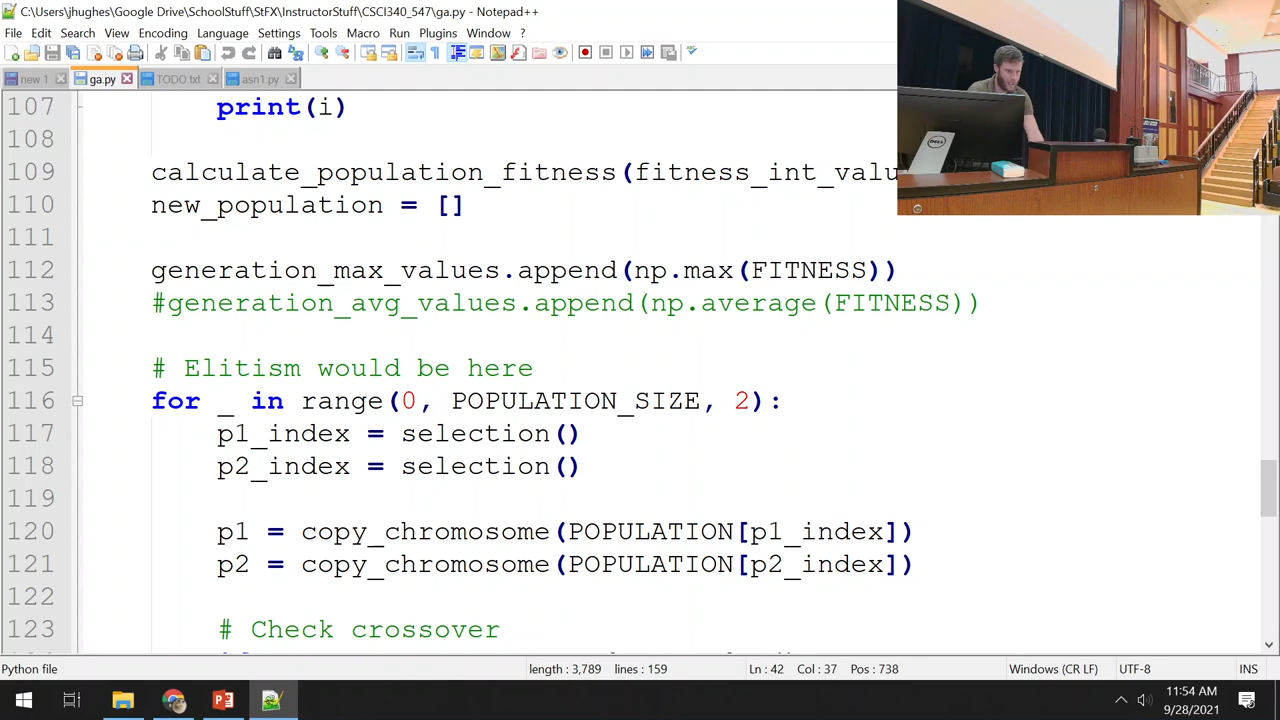 C:\Users\jhughes\Google Drive\SchoolStuff\StFX\InstructorStuff\CSCI340_547\ga.py - Notepad++
File Edit Search View Encoding Language Settings Tools Macro Run Plugins Window ?
new 1 ga.py TODO.txt asn1.py
107 print(i)
108
109 calculate_population_fitness(fitness_int_valu
110 new_population = []
111
112 generation_max_values.append(np.max(FITNESS))
113 #generation_avg_values.append(np.average(FITNESS))
114
115 # Elitism would be here
116 for _ in range(0, POPULATION_SIZE, 2):
117 p1_index = selection()
118 p2_index = selection()
119
120 p1 = copy_chromosome(POPULATION[p1_index])
121 p2 = copy_chromosome(POPULATION[p2_index])
122
123 # Check crossover
Python file length : 3,789 lines : 159 Ln : 42 Col : 37 Pos : 738 Windows (CR LF) UTF-8 INS
11:54 AM
9/28/2021
DELL